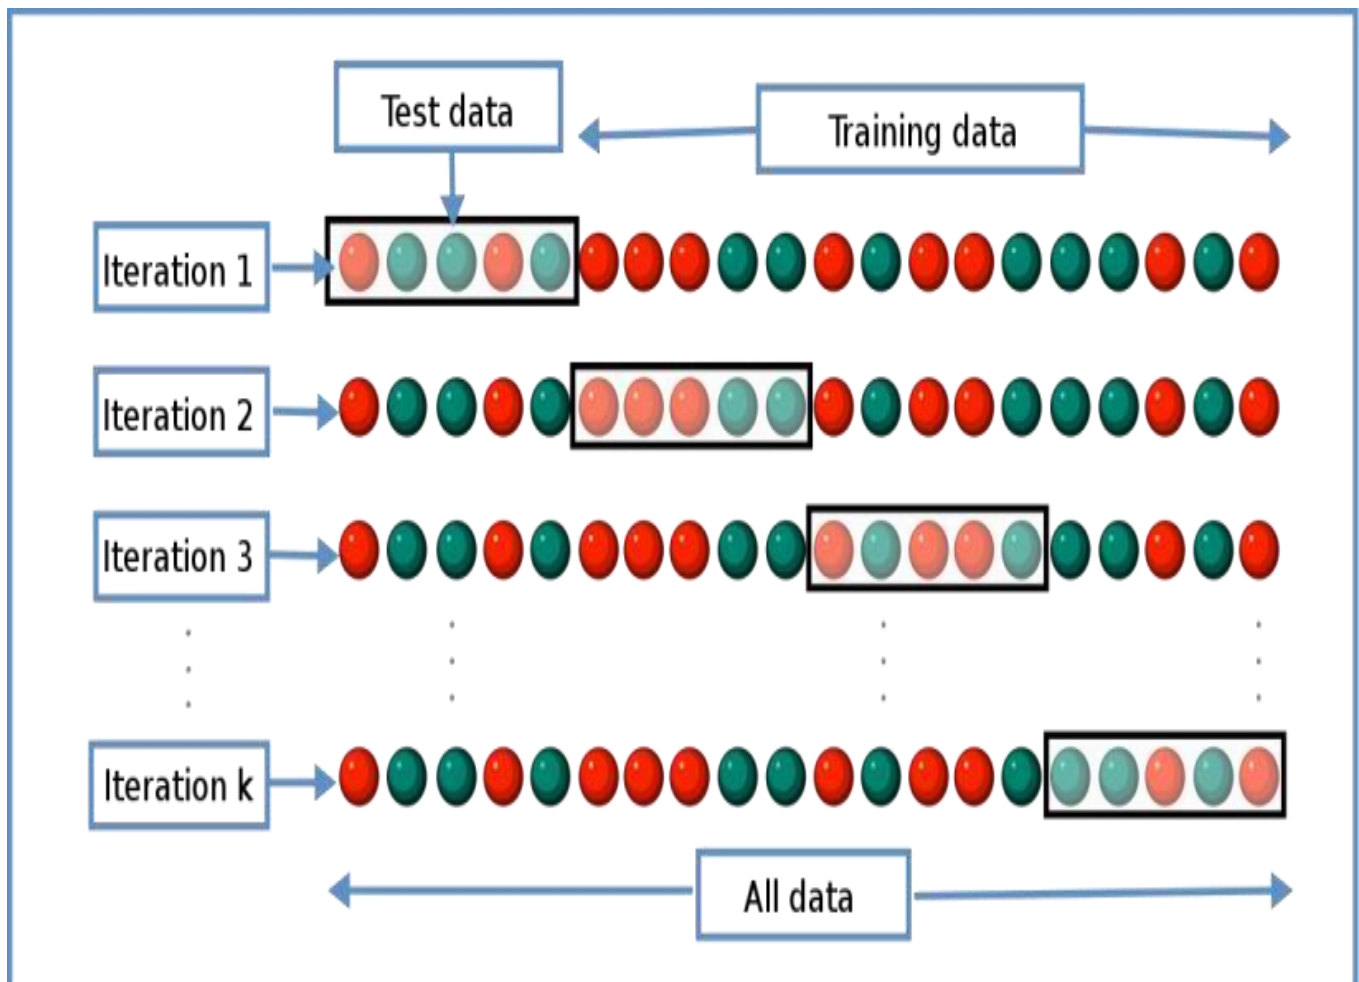 Test data
Training data
Iteration 1
Iteration 2
Iteration 3
Iteration k
All data